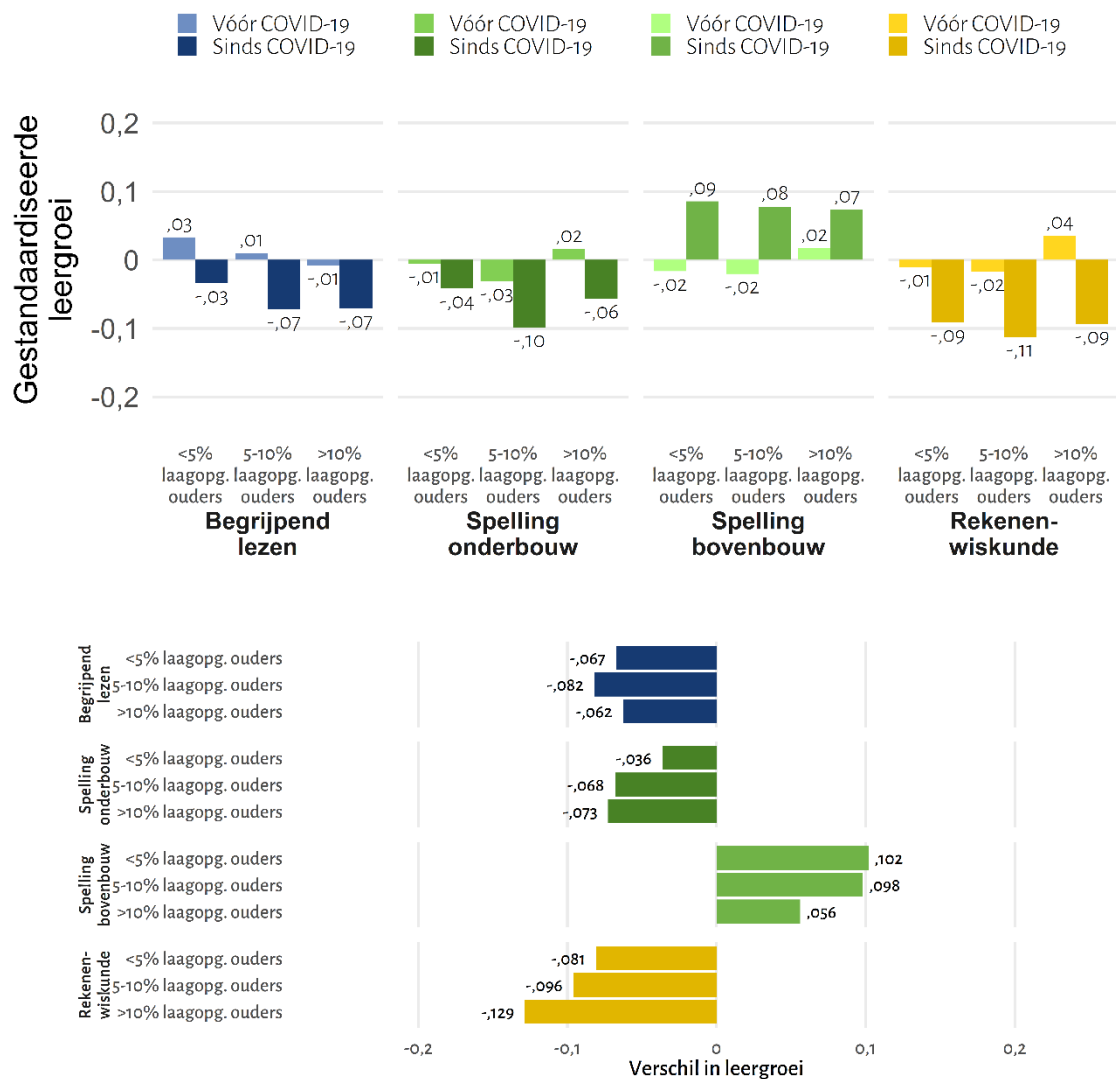 Vóór COVID-19 Vóór COVID-19 Vóór COVID-19 Vóór COVID-19
Sinds COVID-19 Sinds COVID-19 Sinds COVID-19 Sinds COVID-19
Gestandaardiseerde
leergroei
0,2
0,1
0
-0,1
-0,2
,03 -,03 ,01 -,07 -,01 -,07
-,01 -,04 -,03 -,10 ,02 -,06
-,02 ,09 -,02 ,08 ,02 ,07
-,01 -,09 -,02 -,11 ,04 -,09
<5% 5-10% >10% <5% 5-10% >10% <5% 5-10% >10% <5% 5-10% >10%
laagopg. laagopg. laagopg. laagopg. laagopg. laagopg. laagopg. laagopg. laagopg. laagopg. laagopg. laagopg.
ouders ouders ouders ouders ouders ouders ouders ouders ouders ouders ouders ouders
Begrijpend Spelling Spelling Rekenen-
lezen onderbouw bovenbouw wiskunde
Begrijpend
lezen
<5% laagopg. ouders -,067
5-10% laagopg. ouders -,082
>10% laagopg. ouders -,062
Spelling
onderbouw
<5% laagopg. ouders -,036
5-10% laagopg. ouders -,068
>10% laagopg. ouders -,073
Spelling
bovenbouw
<5% laagopg. ouders ,102
5-10% laagopg. ouders ,098
>10% laagopg. ouders ,056
Rekenen-
wiskunde
<5% laagopg. ouders -,081
5-10% laagopg. ouders -,096
>10% laagopg. ouders -,129
-0,2 -0,1 0 0,1 0,2
Verschil in leergroei